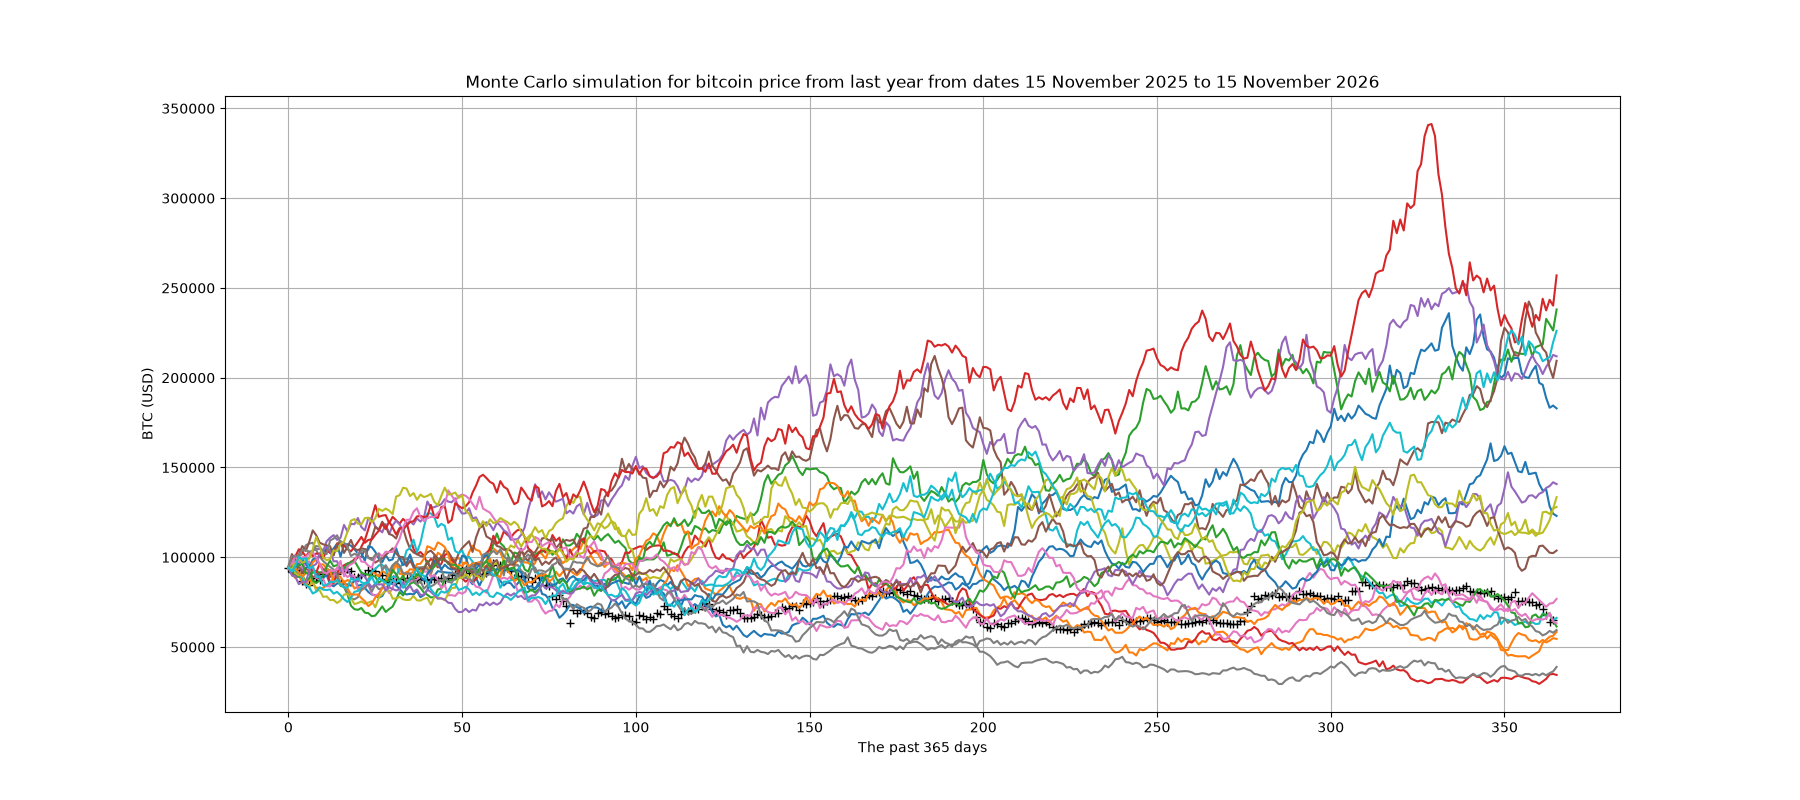 Monte Carlo simulation for bitcoin price from last year from dates 15 November 2025 to 15 November 2026
350000
300000
250000
200000
150000
100000
50000
BTC (USD)
0 50 100 150 200 250 300 350
The past 365 days